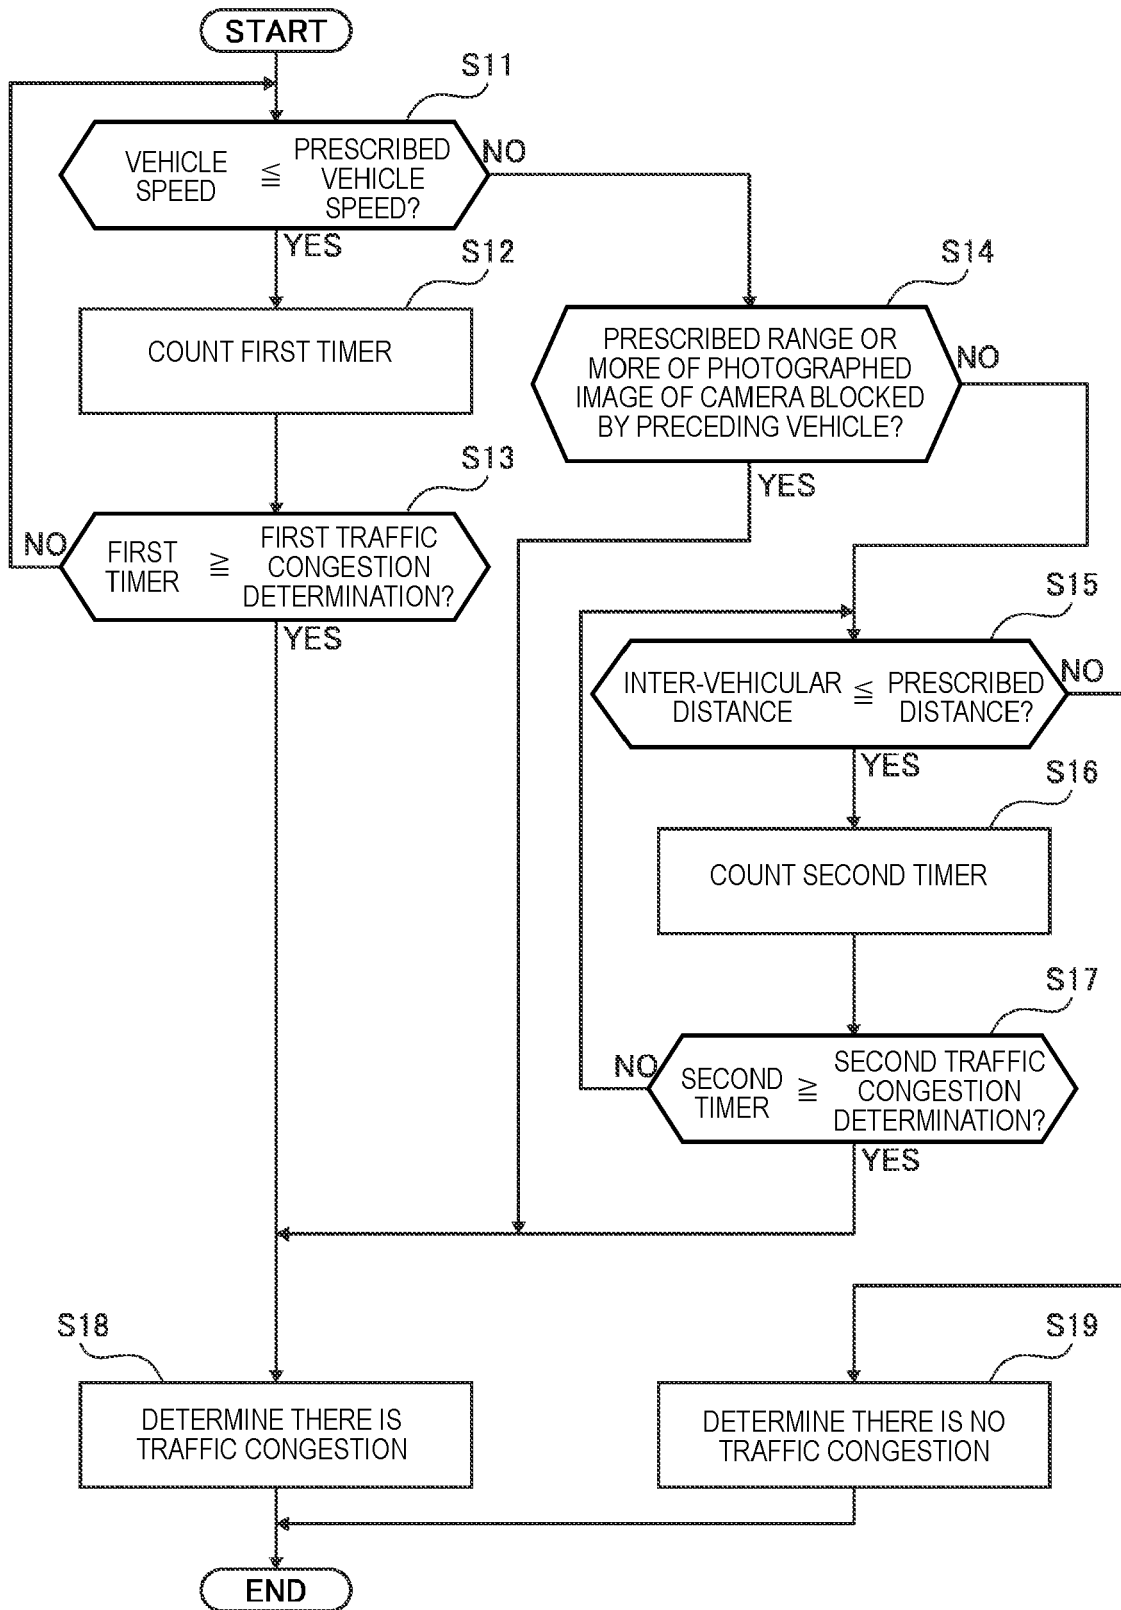 START
S11
VEHICLE SPEED ≦ PRESCRIBED VEHICLE SPEED?
NO
YES
S12
COUNT FIRST TIMER
S14
PRESCRIBED RANGE OR
MORE OF PHOTOGRAPHED
IMAGE OF CAMERA BLOCKED
BY PRECEDING VEHICLE?
NO
YES
S13
NO
FIRST TIMER ≧ FIRST TRAFFIC CONGESTION DETERMINATION?
YES
S15
INTER-VEHICULAR DISTANCE ≦ PRESCRIBED DISTANCE?
NO
YES
S16
COUNT SECOND TIMER
S17
NO
SECOND TIMER ≧ SECOND TRAFFIC CONGESTION DETERMINATION?
YES
S18
DETERMINE THERE IS
TRAFFIC CONGESTION
S19
DETERMINE THERE IS NO
TRAFFIC CONGESTION
END